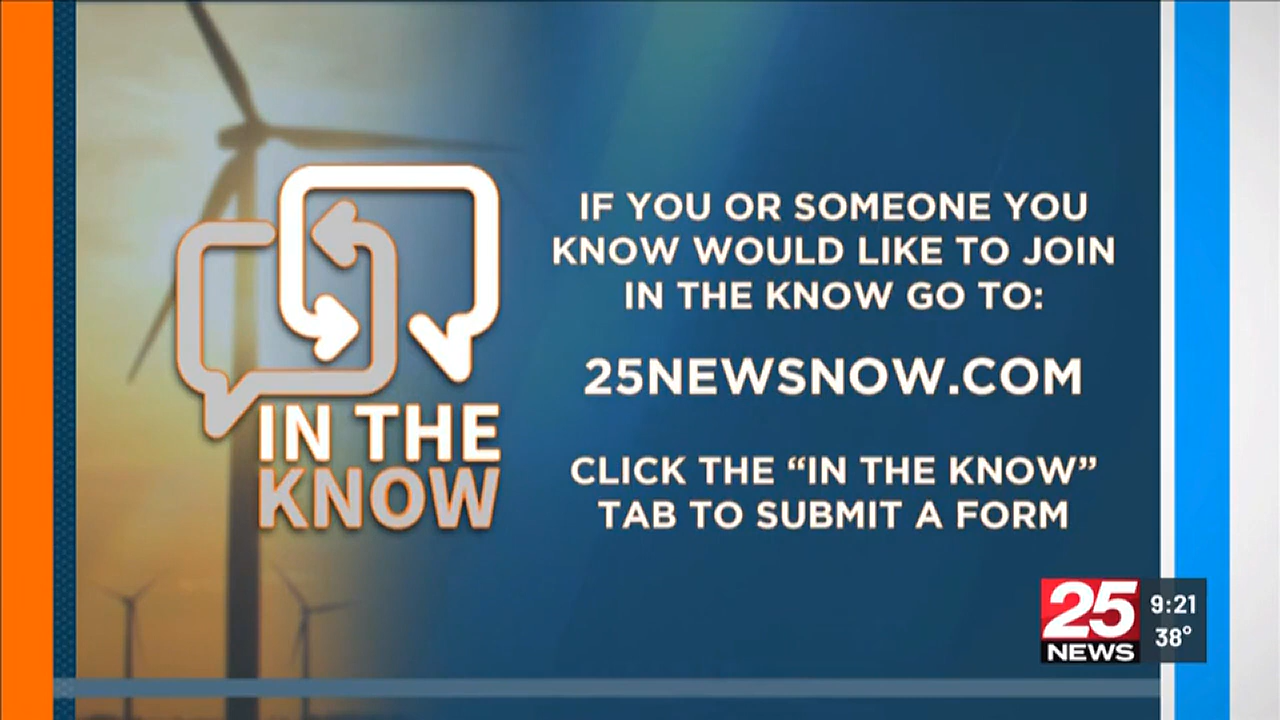 IN THE
KNOW
IF YOU OR SOMEONE YOU
KNOW WOULD LIKE TO JOIN
IN THE KNOW GO TO:
25NEWSNOW.COM
CLICK THE “IN THE KNOW”
TAB TO SUBMIT A FORM
25
NEWS
9:21
38°